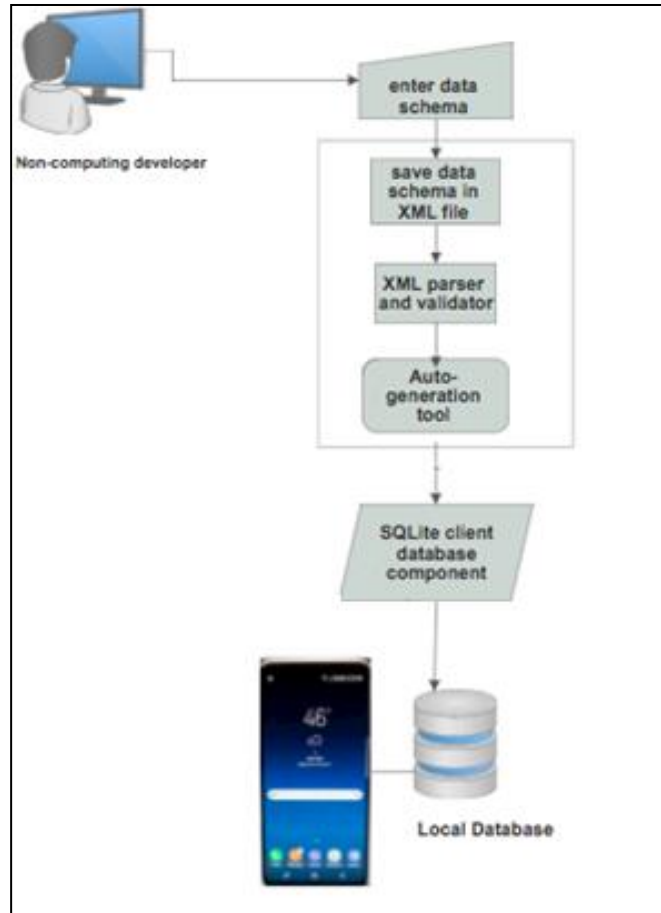 enter data
schema
Non-computing developer
save data
schema in
XML file
XML parser
and validator
Auto-
generation
tool
SQLite client
database
component
46°
Local Database